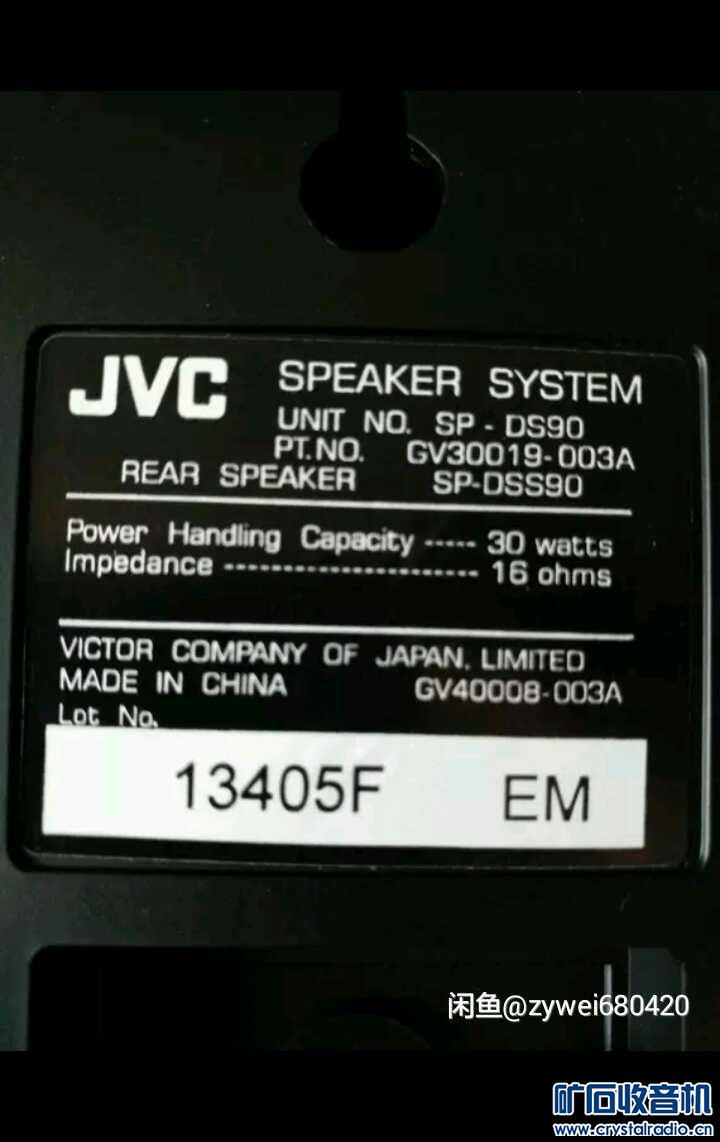 JVC SPEAKER SYSTEM
UNIT NO. SP-DS90
PT.NO. GV30019-003A
REAR SPEAKER SP-DSS90
Power Handling Capacity ----- 30 watts
Impedance ----------------------- 16 ohms
VICTOR COMPANY OF JAPAN, LIMITED
MADE IN CHINA GV40008-003A
Lot No.
13405F EM
闲鱼@zywei680420
矿石收音机
www.crystalradio.cn